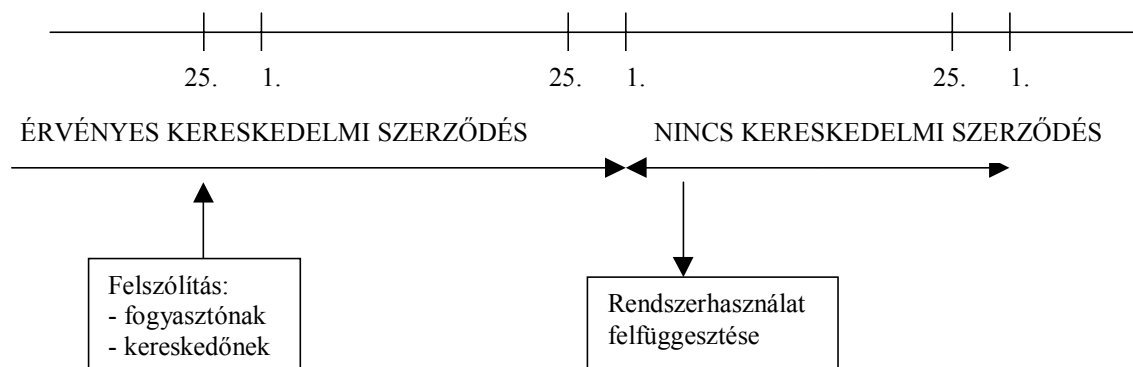 25. 1. 25. 1. 25. 1.
ÉRVÉNYES KERESKEDELMI SZERZŐDÉS NINCS KERESKEDELMI SZERZŐDÉS
Felszólítás:
- fogyasztónak
- kereskedőnek
Rendszerhasználat
felfüggesztése